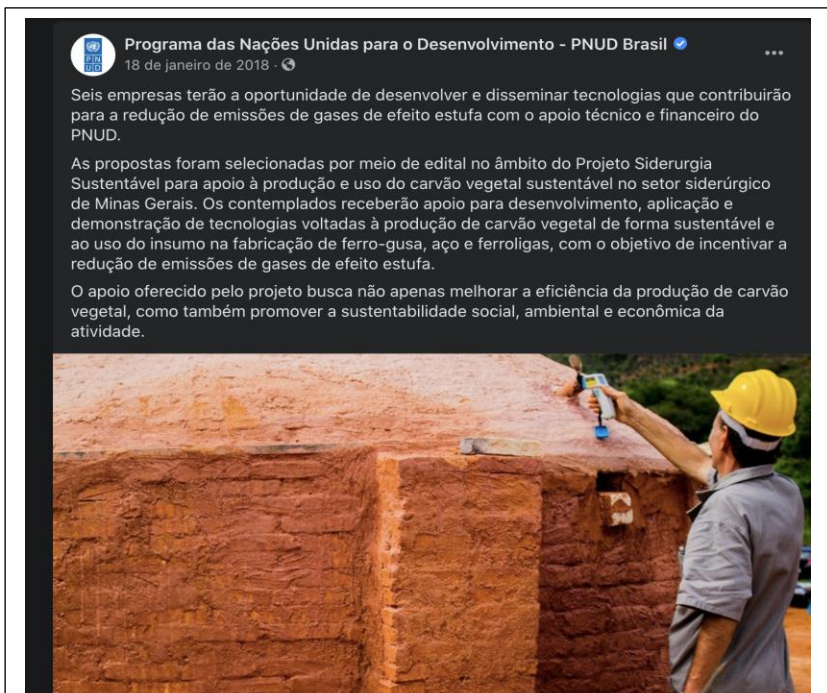 Programa das Nações Unidas para o Desenvolvimento - PNUD Brasil
18 de janeiro de 2018 ·
Seis empresas terão a oportunidade de desenvolver e disseminar tecnologias que contribuirão
para a redução de emissões de gases de efeito estufa com o apoio técnico e financeiro do
PNUD.
As propostas foram selecionadas por meio de edital no âmbito do Projeto Siderurgia
Sustentável para apoio à produção e uso do carvão vegetal sustentável no setor siderúrgico
de Minas Gerais. Os contemplados receberão apoio para desenvolvimento, aplicação e
demonstração de tecnologias voltadas à produção de carvão vegetal de forma sustentável e
ao uso do insumo na fabricação de ferro-gusa, aço e ferroligas, com o objetivo de incentivar a
redução de emissões de gases de efeito estufa.
O apoio oferecido pelo projeto busca não apenas melhorar a eficiência da produção de carvão
vegetal, como também promover a sustentabilidade social, ambiental e econômica da
atividade.